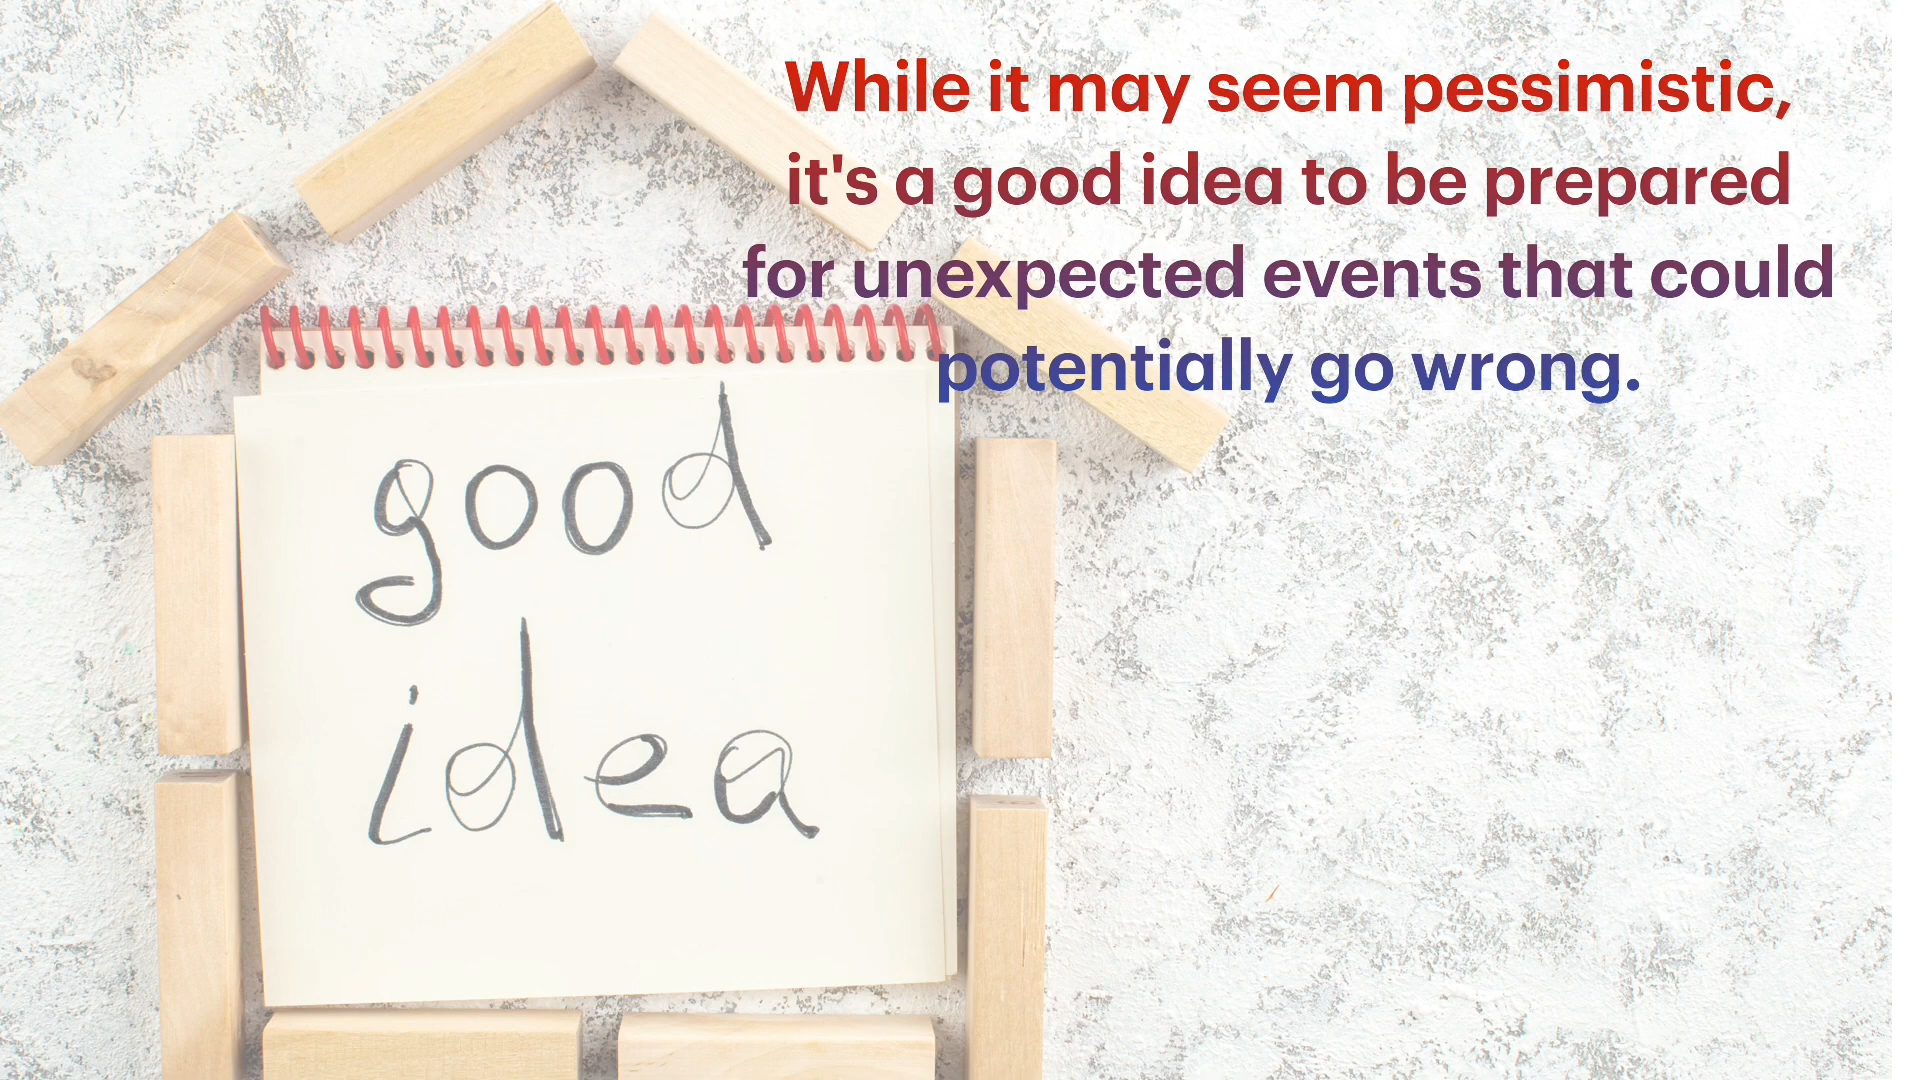 While it may seem pessimistic,
it's a good idea to be prepared
for unexpected events that could
potentially go wrong.
good
idea